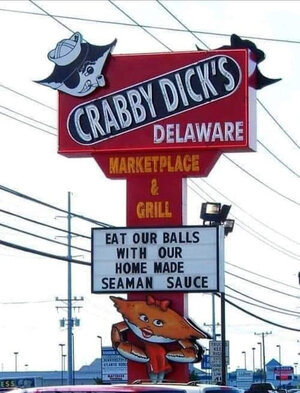 CRABBY DICK'S
DELAWARE
MARKETPLACE
&
GRILL
EAT OUR BALLS
WITH OUR
HOME MADE
SEAMAN SAUCE